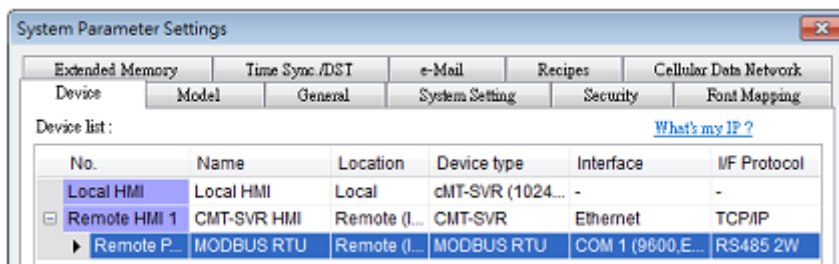 System Parameter Settings
Extended Memory Time Sync./DST e-Mail Recipes Cellular Data Network
Device Model General System Setting Security Font Mapping
Device list : What's my IP ?
No. Name Location Device type Interface I/F Protocol
Local HMI Local HMI Local cMT-SVR (1024... - -
Remote HMI 1 CMT-SVR HMI Remote (I... CMT-SVR Ethernet TCP/IP
Remote P... MODBUS RTU Remote (I... MODBUS RTU COM 1 (9600,E... RS485 2W